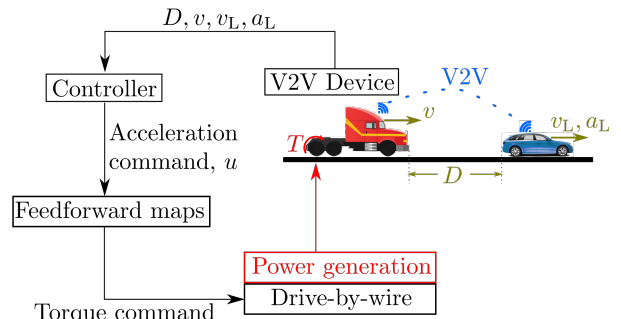 D, v, v_L, a_L
Controller
V2V Device
V2V
v
v_L, a_L
Acceleration
command, u
T
D
Feedforward maps
Power generation
Drive-by-wire
Torque command